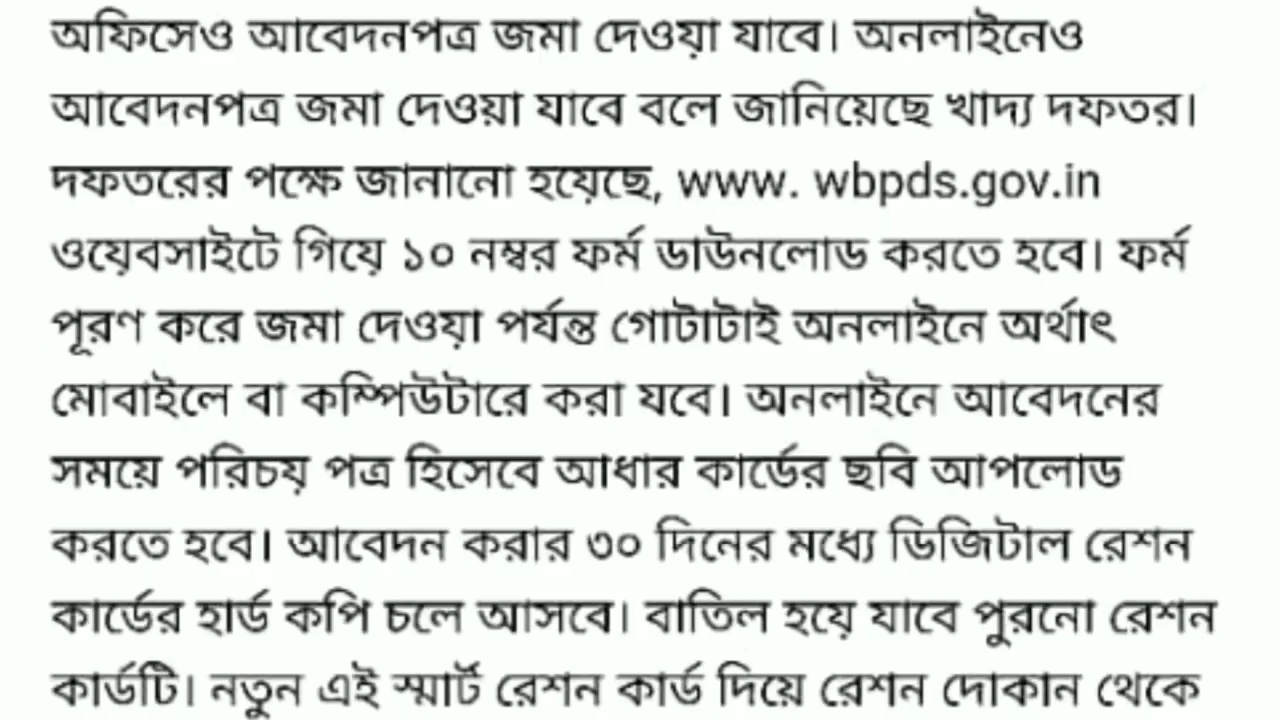 অফিসেও আবেদনপত্র জমা দেওয়া যাবে। অনলাইনেও
আবেদনপত্র জমা দেওয়া যাবে বলে জানিয়েছে খাদ্য দফতর।
দফতরের পক্ষে জানানো হয়েছে, www. wbpds.gov.in
ওয়েবসাইটে গিয়ে ১০ নম্বর ফর্ম ডাউনলোড করতে হবে। ফর্ম
পূরণ করে জমা দেওয়া পর্যন্ত গোটাটাই অনলাইনে অর্থাৎ
মোবাইলে বা কম্পিউটারে করা যবে। অনলাইনে আবেদনের
সময়ে পরিচয় পত্র হিসেবে আধার কার্ডের ছবি আপলোড
করতে হবে। আবেদন করার ৩০ দিনের মধ্যে ডিজিটাল রেশন
কার্ডের হার্ড কপি চলে আসবে। বাতিল হয়ে যাবে পুরনো রেশন
কার্ডটি। নতুন এই স্মার্ট রেশন কার্ড দিয়ে রেশন দোকান থেকে